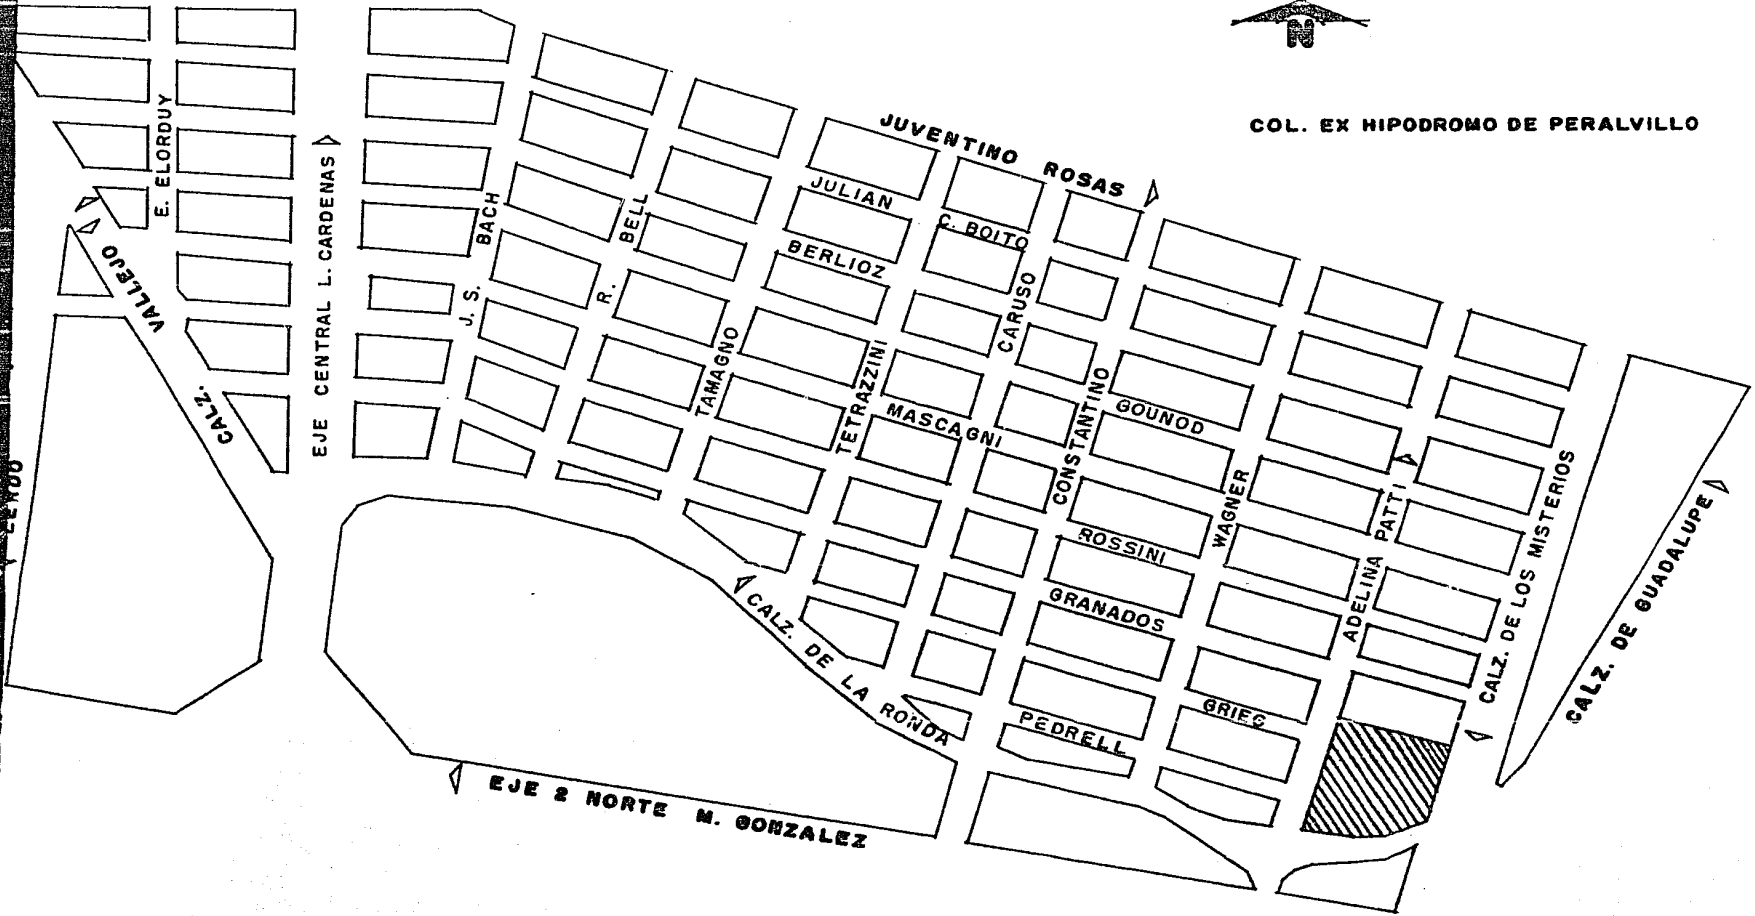 N
COL. EX HIPODROMO DE PERALVILLO
JUVENTINO ROSAS
E. ELORDUY
EJE CENTRAL L. CARDENAS
J. S. BACH
R. BELL
JULIAN
C. BOITO
BERLIOZ
CALZ. VALLEJO
CARUSO
TAMAGNO
TETRAZZINI
MASCAGNI
CONSTANTINO
GOUNOD
WAGNER
ADELINA PATTI
CALZ. DE LOS MISTERIOS
CALZ. DE GUADALUPE
ROSSINI
GRANADOS
CALZ. DE LA RONDA
GRIEG
PEDRELL
EJE 2 NORTE M. GONZALEZ